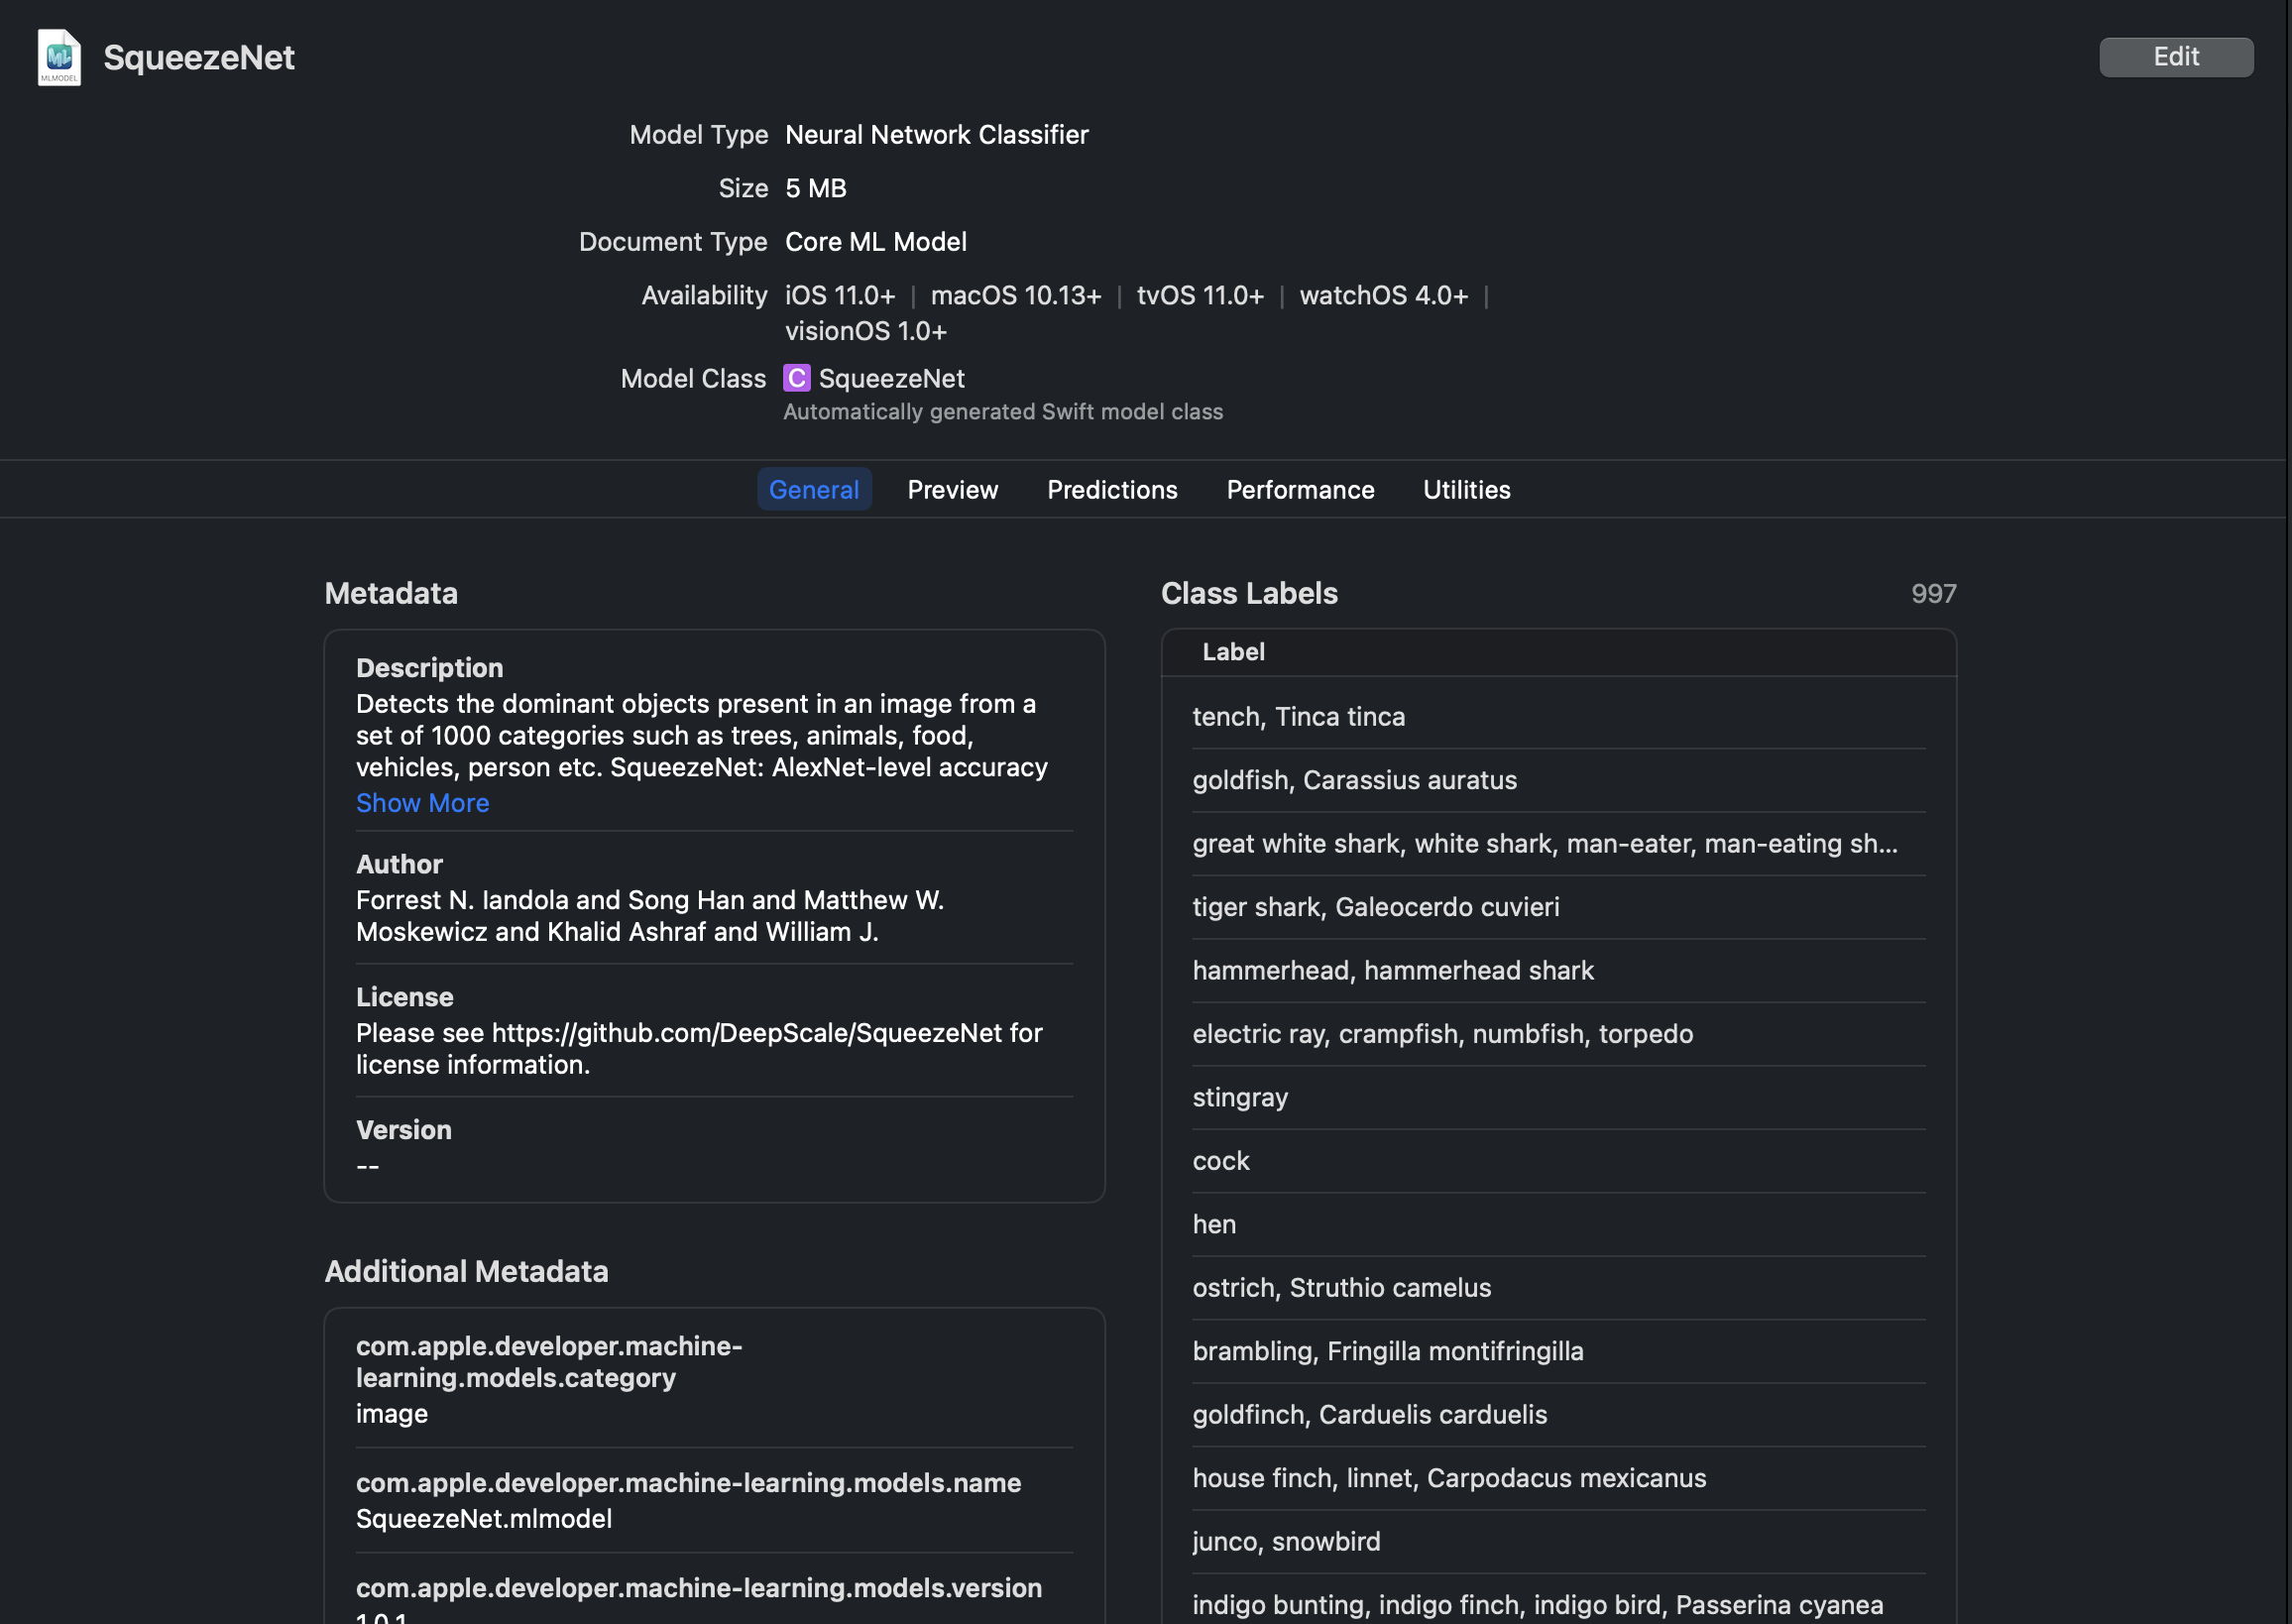 SqueezeNet
MLMODEL
Edit
Model Type Neural Network Classifier
Size 5 MB
Document Type Core ML Model
Availability iOS 11.0+ | macOS 10.13+ | tvOS 11.0+ | watchOS 4.0+ |
visionOS 1.0+
Model Class C SqueezeNet
Automatically generated Swift model class
General Preview Predictions Performance Utilities
Metadata
Description
Detects the dominant objects present in an image from a
set of 1000 categories such as trees, animals, food,
vehicles, person etc. SqueezeNet: AlexNet-level accuracy
Show More
Author
Forrest N. Iandola and Song Han and Matthew W.
Moskewicz and Khalid Ashraf and William J.
License
Please see https://github.com/DeepScale/SqueezeNet for
license information.
Version
--
Additional Metadata
com.apple.developer.machine-
learning.models.category
image
com.apple.developer.machine-learning.models.name
SqueezeNet.mlmodel
com.apple.developer.machine-learning.models.version
1.0.1
Class Labels 997
Label
tench, Tinca tinca
goldfish, Carassius auratus
great white shark, white shark, man-eater, man-eating sh...
tiger shark, Galeocerdo cuvieri
hammerhead, hammerhead shark
electric ray, crampfish, numbfish, torpedo
stingray
cock
hen
ostrich, Struthio camelus
brambling, Fringilla montifringilla
goldfinch, Carduelis carduelis
house finch, linnet, Carpodacus mexicanus
junco, snowbird
indigo bunting, indigo finch, indigo bird, Passerina cyanea